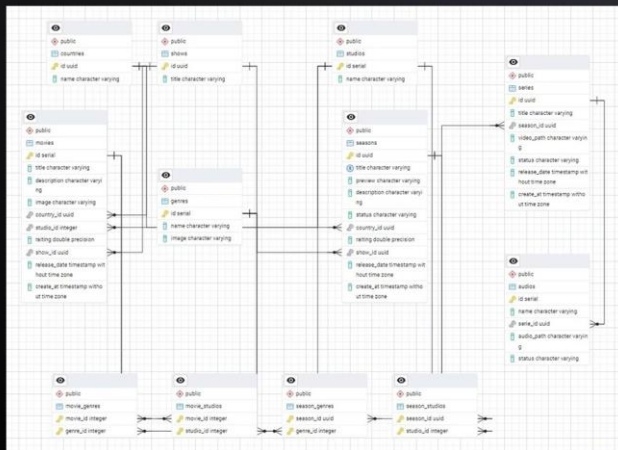 public
countries
id uuid
name character varying
public
shows
id uuid
title character varying
public
studios
id serial
name character varying
public
series
id uuid
title character varying
season_id uuid
video_path character varyin
g
status character varying
release_date timestamp wit
hout time zone
create_at timestamp withou
t time zone
public
movies
id serial
title character varying
description character varyi
ng
image character varying
country_id uuid
studio_id integer
raiting double precision
show_id uuid
release_date timestamp wit
hout time zone
create_at timestamp witho
ut time zone
public
genres
id serial
name character varying
image character varying
public
seasons
id uuid
title character varying
preview character varying
description character varyi
ng
status character varying
country_id uuid
raiting double precision
show_id uuid
release_date timestamp wit
hout time zone
create_at timestamp witho
ut time zone
public
audios
id serial
name character varying
serie_id uuid
audio_path character varyin
g
status character varying
public
movie_genres
movie_id integer
genre_id integer
public
movie_studios
movie_id integer
studio_id integer
public
season_genres
season_id uuid
genre_id integer
public
season_studios
season_id uuid
studio_id integer